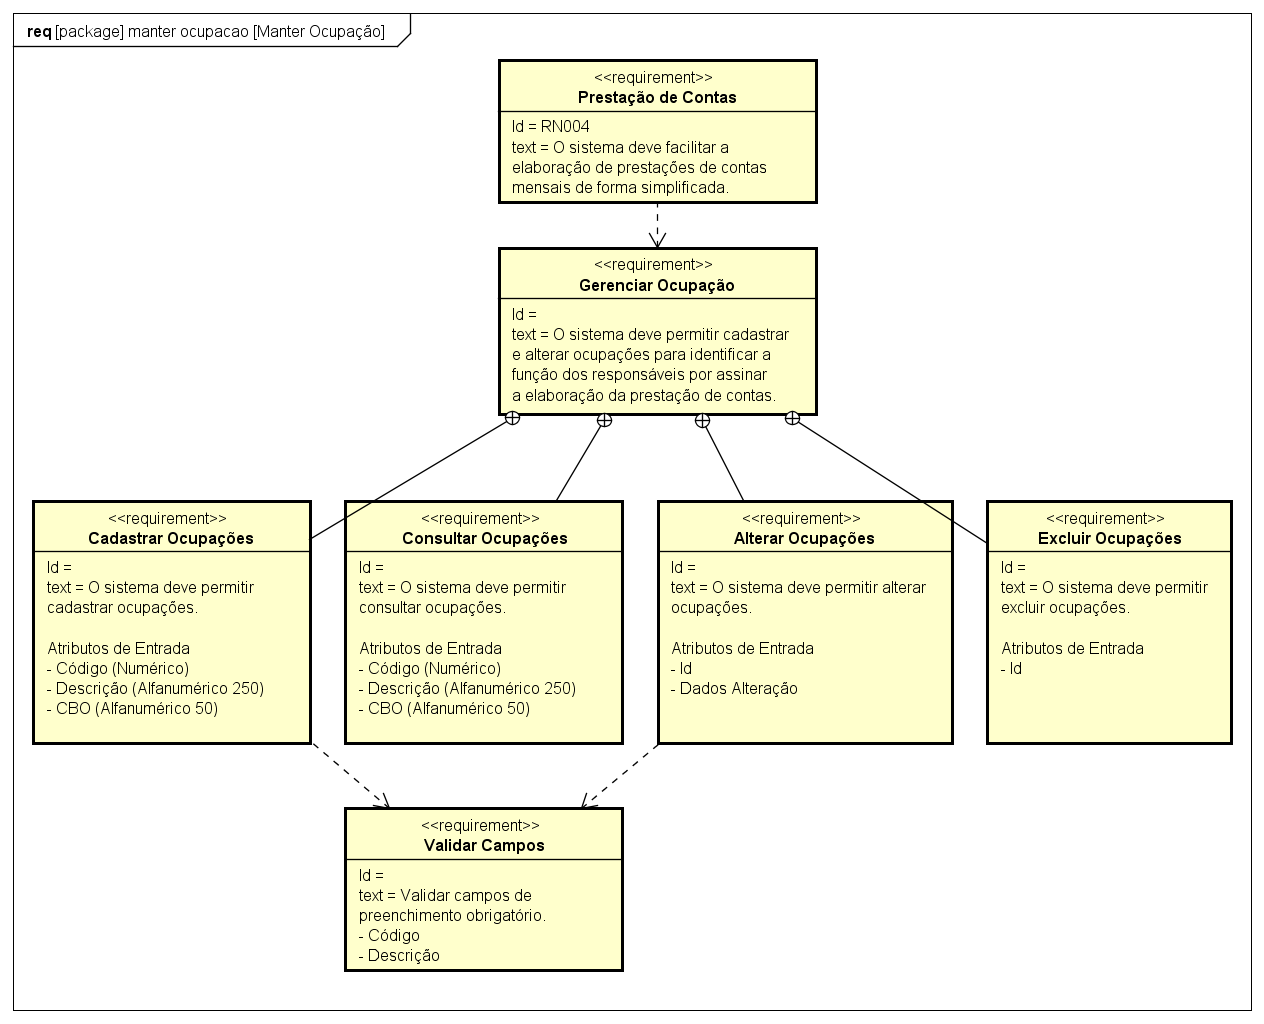 req [package] manter ocupacao [Manter Ocupação]
<<requirement>>
Prestação de Contas
Id = RN004
text = O sistema deve facilitar a
elaboração de prestações de contas
mensais de forma simplificada.
<<requirement>>
Gerenciar Ocupação
Id =
text = O sistema deve permitir cadastrar
e alterar ocupações para identificar a
função dos responsáveis por assinar
a elaboração da prestação de contas.
<<requirement>>
Cadastrar Ocupações
Id =
text = O sistema deve permitir
cadastrar ocupações.
Atributos de Entrada
- Código (Numérico)
- Descrição (Alfanumérico 250)
- CBO (Alfanumérico 50)
<<requirement>>
Consultar Ocupações
Id =
text = O sistema deve permitir
consultar ocupações.
Atributos de Entrada
- Código (Numérico)
- Descrição (Alfanumérico 250)
- CBO (Alfanumérico 50)
<<requirement>>
Alterar Ocupações
Id =
text = O sistema deve permitir alterar
ocupações.
Atributos de Entrada
- Id
- Dados Alteração
<<requirement>>
Excluir Ocupações
Id =
text = O sistema deve permitir
excluir ocupações.
Atributos de Entrada
- Id
<<requirement>>
Validar Campos
Id =
text = Validar campos de
preenchimento obrigatório.
- Código
- Descrição